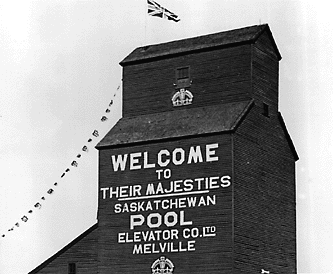 WELCOME
TO
THEIR MAJESTIES
SASKATCHEWAN
POOL
ELEVATOR CO. LTD
MELVILLE